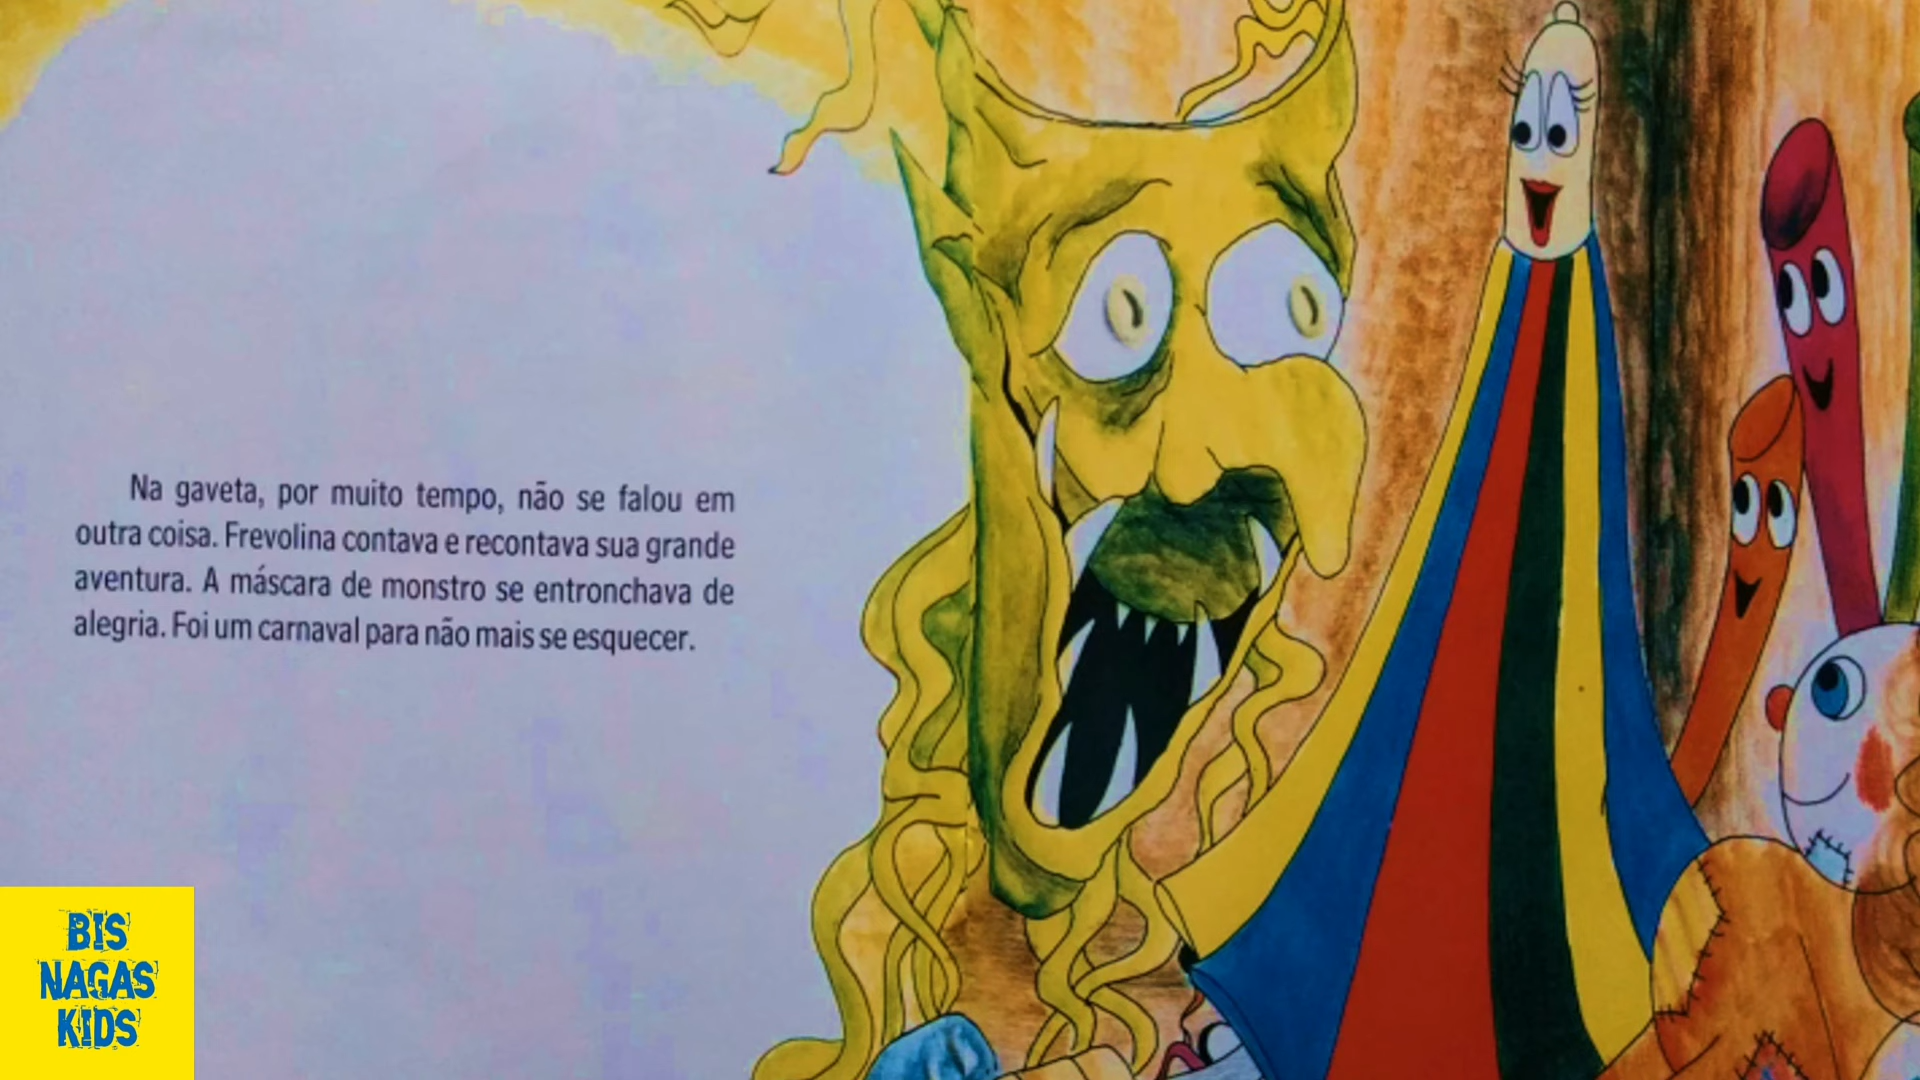 Na gaveta, por muito tempo, não se falou em
outra coisa. Frevolina contava e recontava sua grande
aventura. A máscara de monstro se entronchava de
alegria. Foi um carnaval para não mais se esquecer.
BIS
NAGAS
KIDS